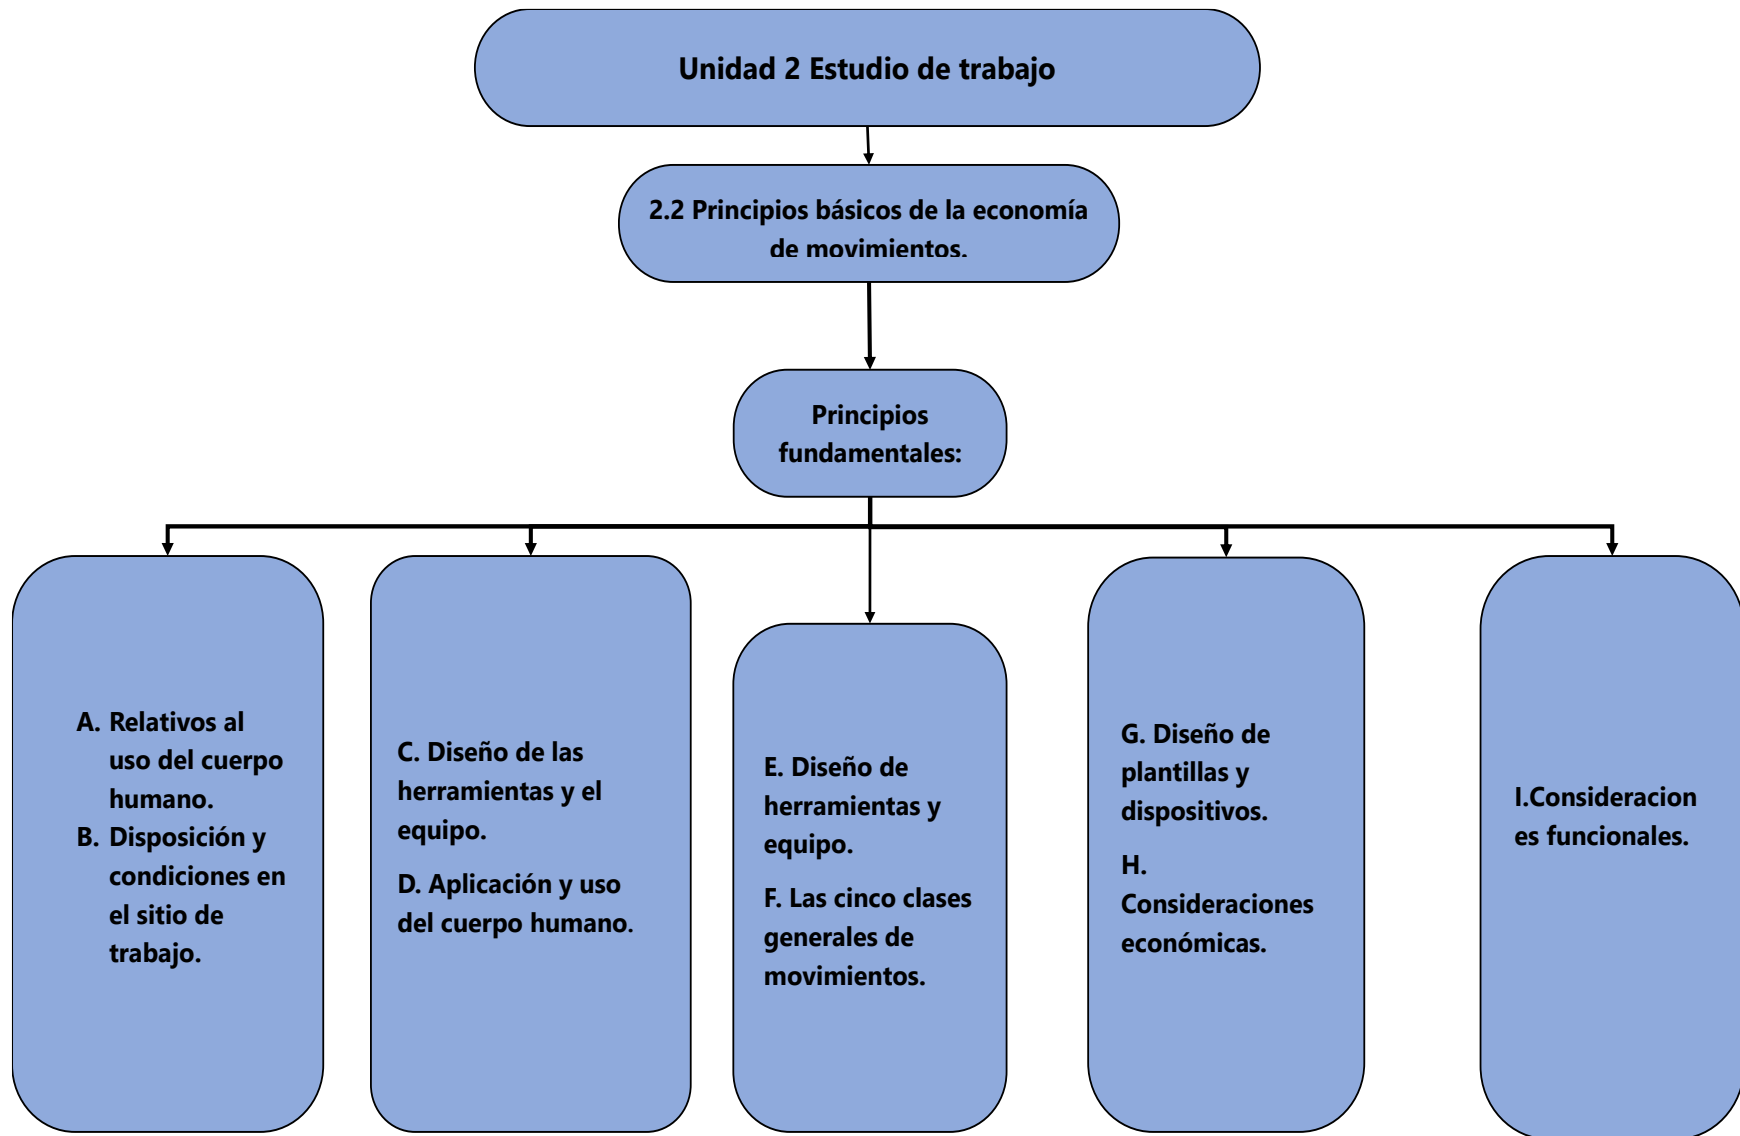 Unidad 2 Estudio de trabajo
2.2 Principios básicos de la economía
de movimientos.
Principios
fundamentales:
A. Relativos al
uso del cuerpo
humano.
B. Disposición y
condiciones en
el sitio de
trabajo.
C. Diseño de las
herramientas y el
equipo.
D. Aplicación y uso
del cuerpo humano.
E. Diseño de
herramientas y
equipo.
F. Las cinco clases
generales de
movimientos.
G. Diseño de
plantillas y
dispositivos.
H.
Consideraciones
económicas.
I.Consideracion
es funcionales.